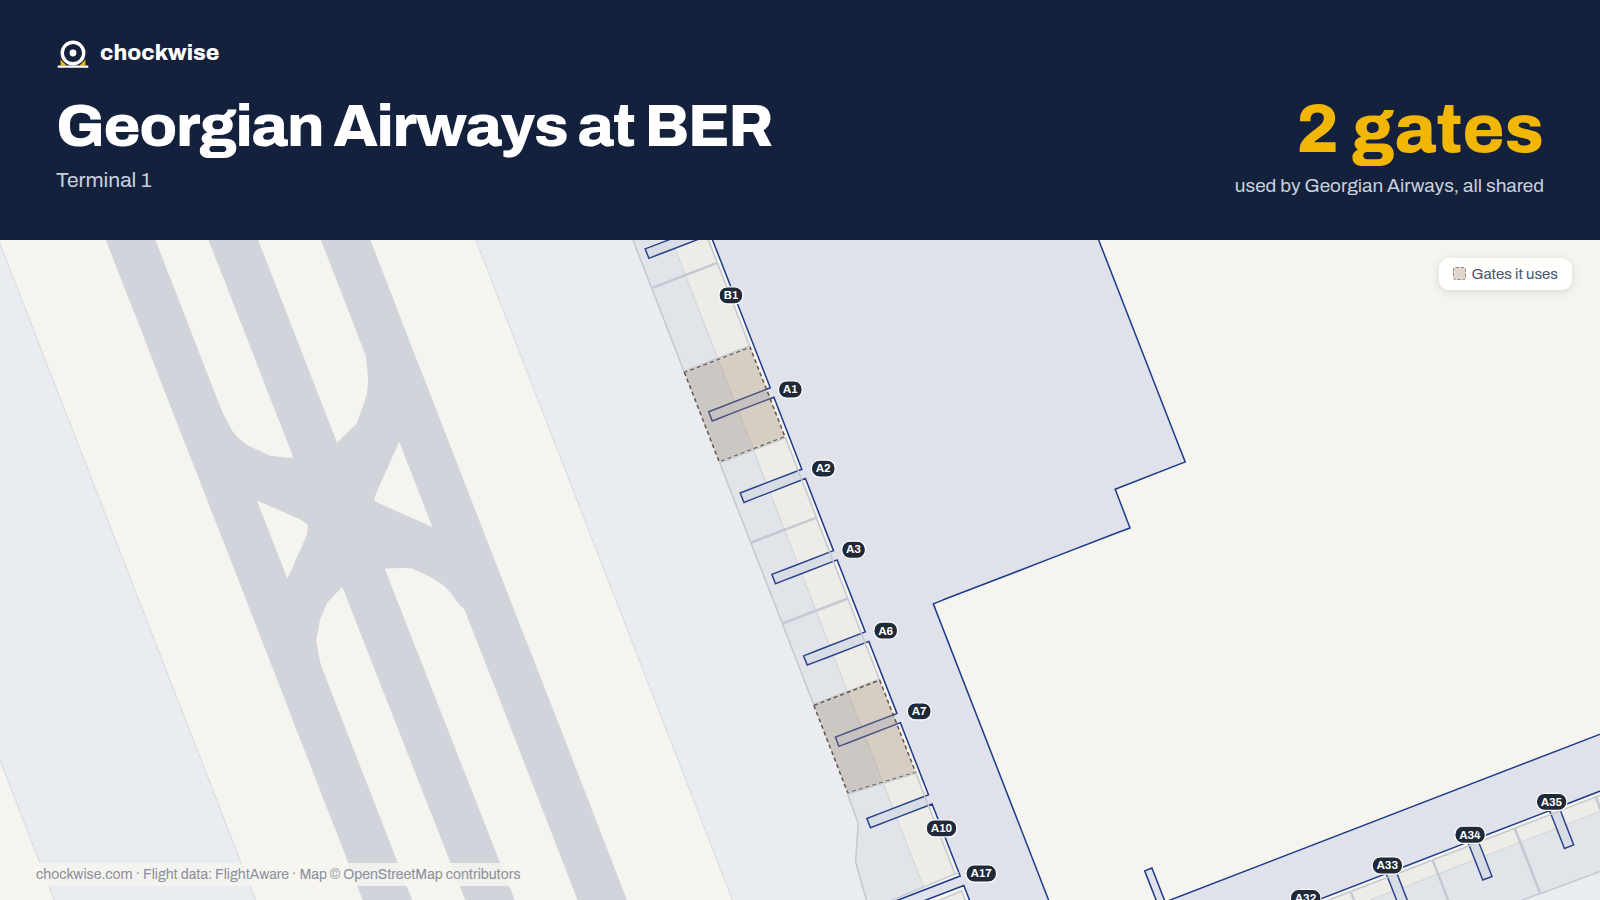 chockwise
Georgian Airways at BER
Terminal 1
2 gates
used by Georgian Airways, all shared
Gates it uses
B1
A1
A2
A3
A6
A7
A10
A17
A35
A34
A33
A32
chockwise.com · Flight data: FlightAware · Map © OpenStreetMap contributors